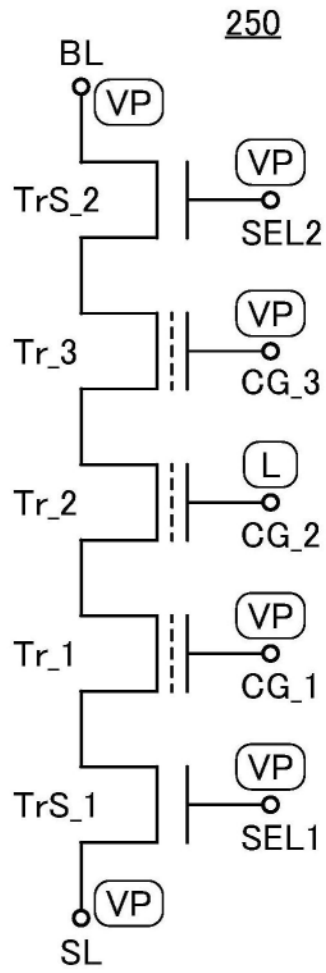 250
BL
VP
VP
TrS_2
SEL2
VP
Tr_3
CG_3
L
Tr_2
CG_2
VP
Tr_1
CG_1
VP
TrS_1
SEL1
VP
SL